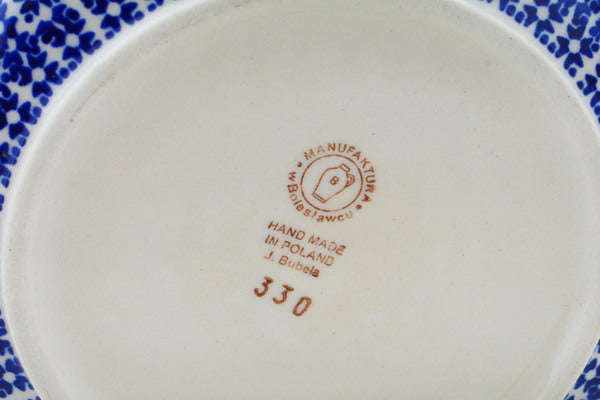 MANUFAKTURA
w Bolesławcu
B
HAND MADE
IN POLAND
J. Bubela
330